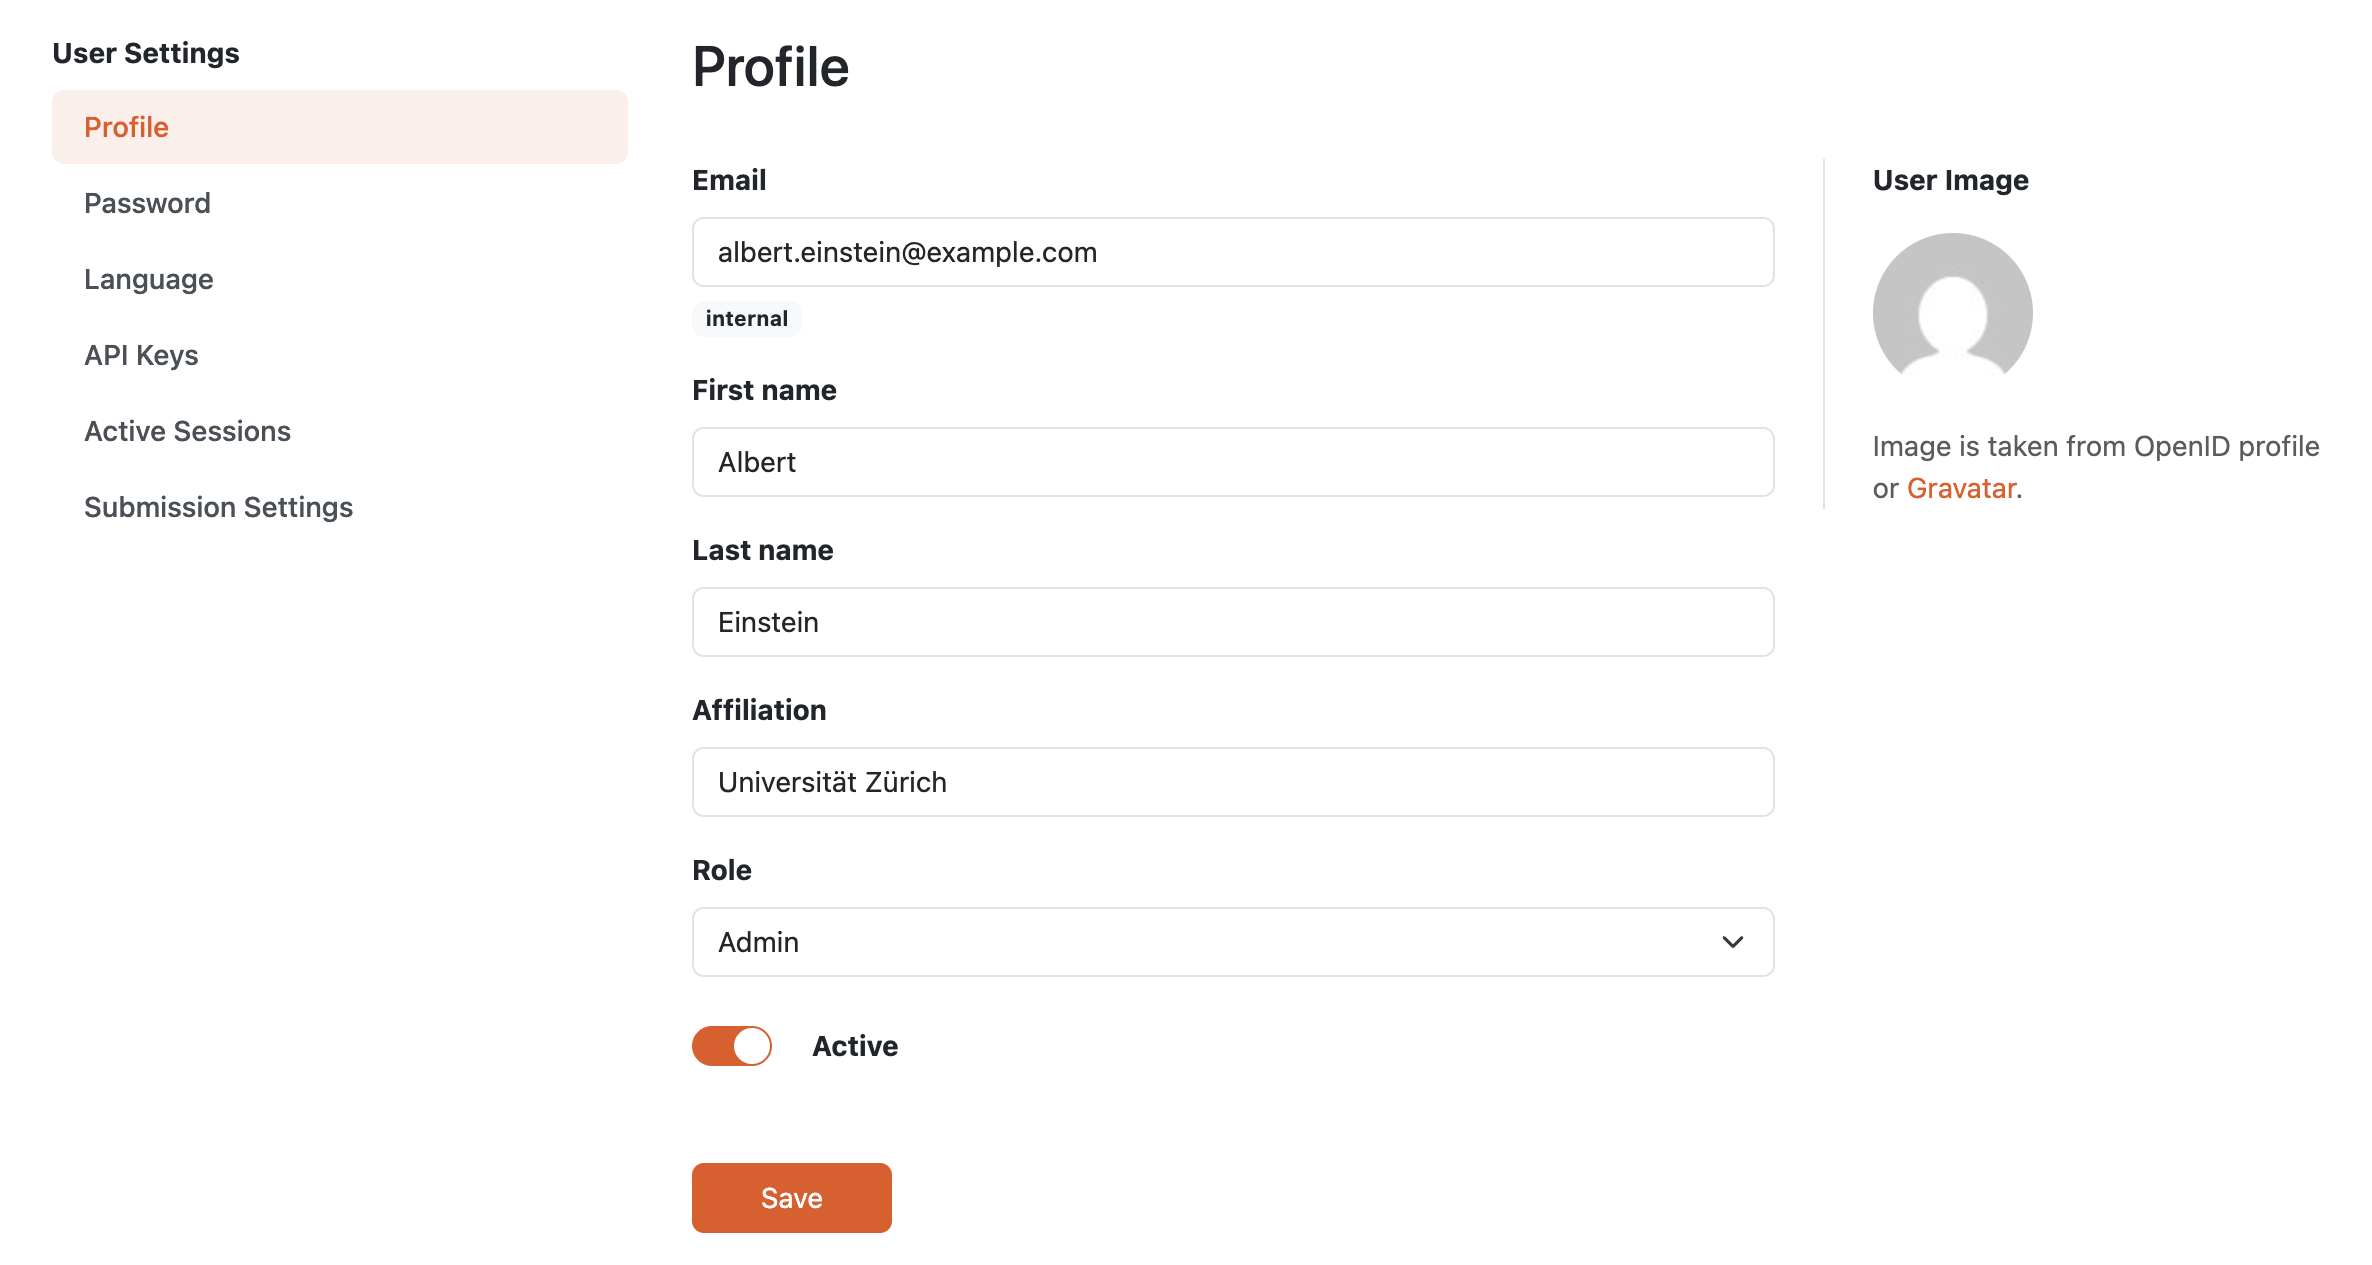 User Settings
Profile
Password
Language
API Keys
Active Sessions
Submission Settings
Profile
Email
albert.einstein@example.com
internal
First name
Albert
Last name
Einstein
Affiliation
Universität Zürich
Role
Admin
Active
Save
User Image
Image is taken from OpenID profile
or Gravatar.